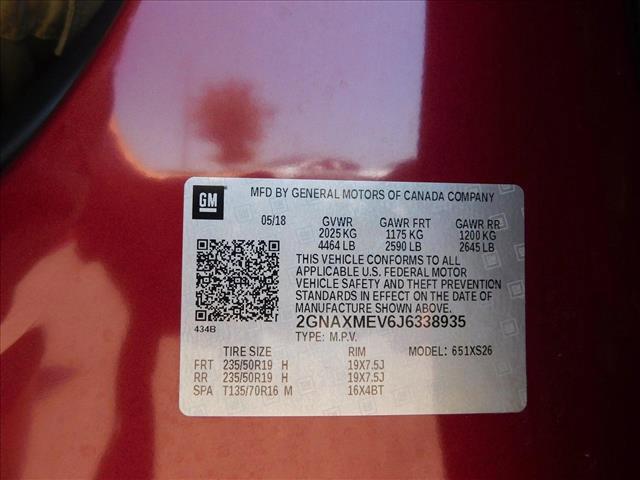 GM
MFD BY GENERAL MOTORS OF CANADA COMPANY
05/18 GVWR GAWR FRT GAWR RR
2025 KG 1175 KG 1200 KG
4464 LB 2590 LB 2645 LB
THIS VEHICLE CONFORMS TO ALL
APPLICABLE U.S. FEDERAL MOTOR
VEHICLE SAFETY AND THEFT PREVENTION
STANDARDS IN EFFECT ON THE DATE OF
MANUFACTURE SHOWN ABOVE.
434B 2GNAXMEV6J6338935
TYPE: M.P.V. MODEL: 651XS26
TIRE SIZE RIM
FRT 235/50R19 H 19X7.5J
RR 235/50R19 H 19X7.5J
SPA T135/70R16 M 16X4BT